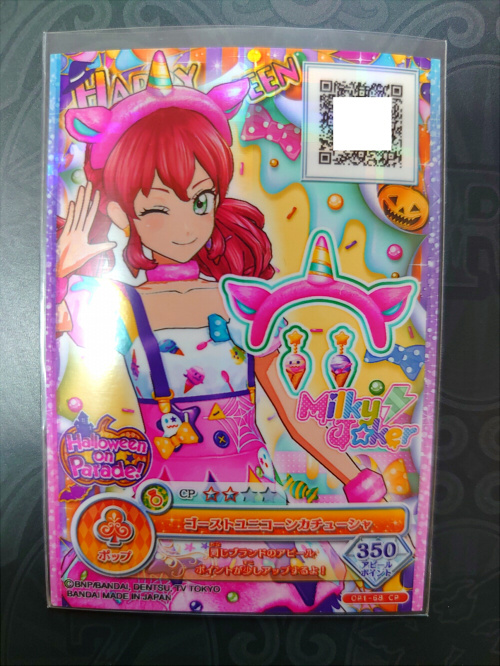 HAPPY
EEN
Milky
Joker
Halloween
on
Parade!
CP
ゴーストユニコーンカチューシャ
ポップ
同じブランドのアピール
ポイントが少しアップするよ!
350
アピール
ポイント
©BNP/BANDAI, DENTSU, TV TOKYO
BANDAI MADE IN JAPAN